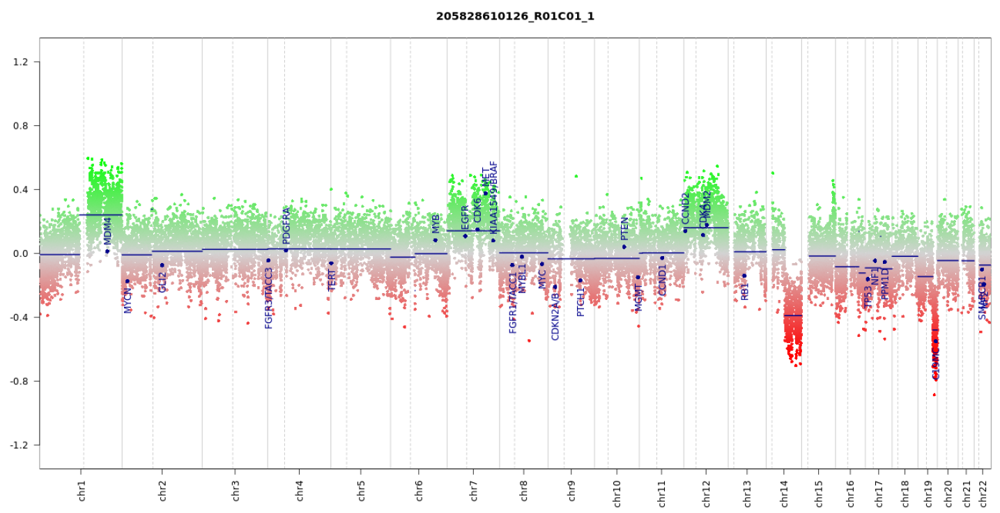 205828610126_R01C01_1
1.2
0.8
0.4
0.0
-0.4
-0.8
-1.2
MDM4
MYCN
GLI2
FGFR3/TACC3
PDGFRA
TERT
MYB
EGFR
CDK6
MET
KIAA1549/BRAF
FGFR1/TACC1
MYBL1
MYC
CDKN2A/B
PTCH1
PTEN
MGMT
CCND1
CCND2
CDK4
MDM2
RB1
TP53
NF1
PPM1D
C19MC
SMARCB1
NF2
chr1
chr2
chr3
chr4
chr5
chr6
chr7
chr8
chr9
chr10
chr11
chr12
chr13
chr14
chr15
chr16
chr17
chr18
chr19
chr20
chr21
chr22